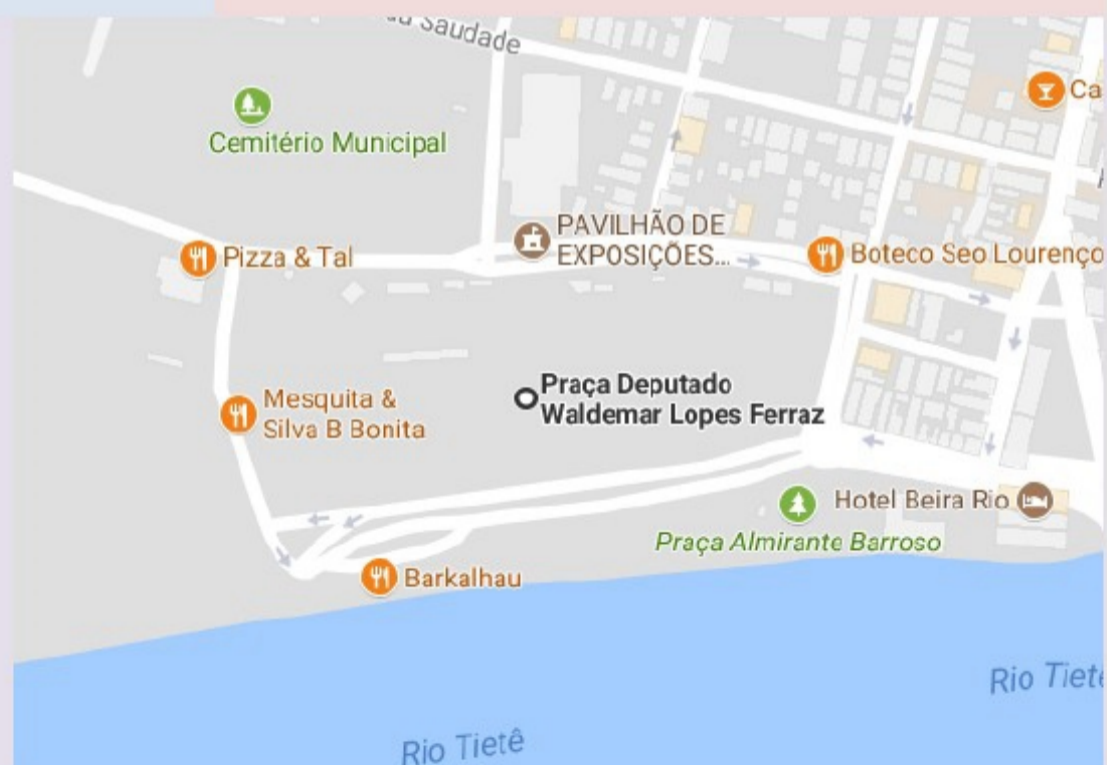 Saudade
Ca
Cemitério Municipal
PAVILHÃO DE
EXPOSIÇÕES...
Pizza & Tal
Boteco Seo Lourenço
Praça Deputado
Waldemar Lopes Ferraz
Mesquita &
Silva B Bonita
Hotel Beira Rio
Praça Almirante Barroso
Barkalhau
Rio Tietê
Rio Tietê